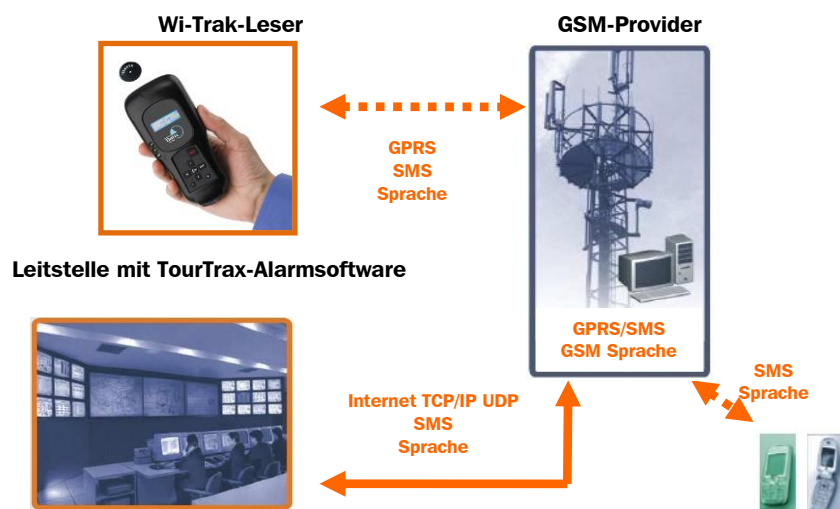 Wi-Trak-Leser
GSM-Provider
GPRS
SMS
Sprache
Leitstelle mit TourTrax-Alarmsoftware
GPRS/SMS
GSM Sprache
Internet TCP/IP UDP
SMS
Sprache
SMS
Sprache